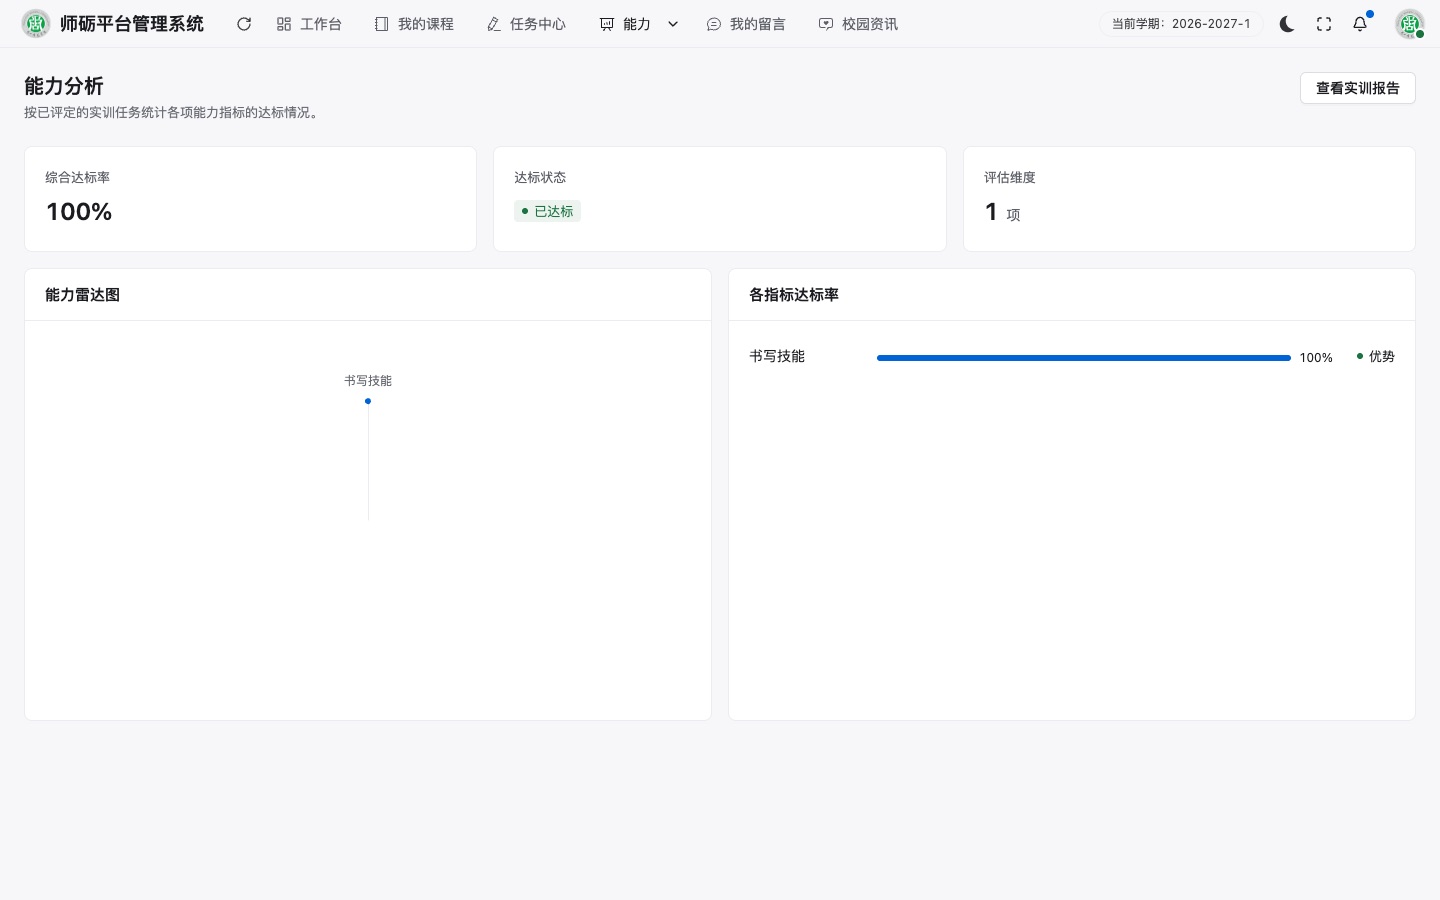 师砺平台管理系统
工作台
我的课程
任务中心
能力
我的留言
校园资讯
当前学期：2026-2027-1
能力分析
按已评定的实训任务统计各项能力指标的达标情况。
查看实训报告
综合达标率
100%
达标状态
已达标
评估维度
1 项
能力雷达图
书写技能
各指标达标率
书写技能 100% 优势